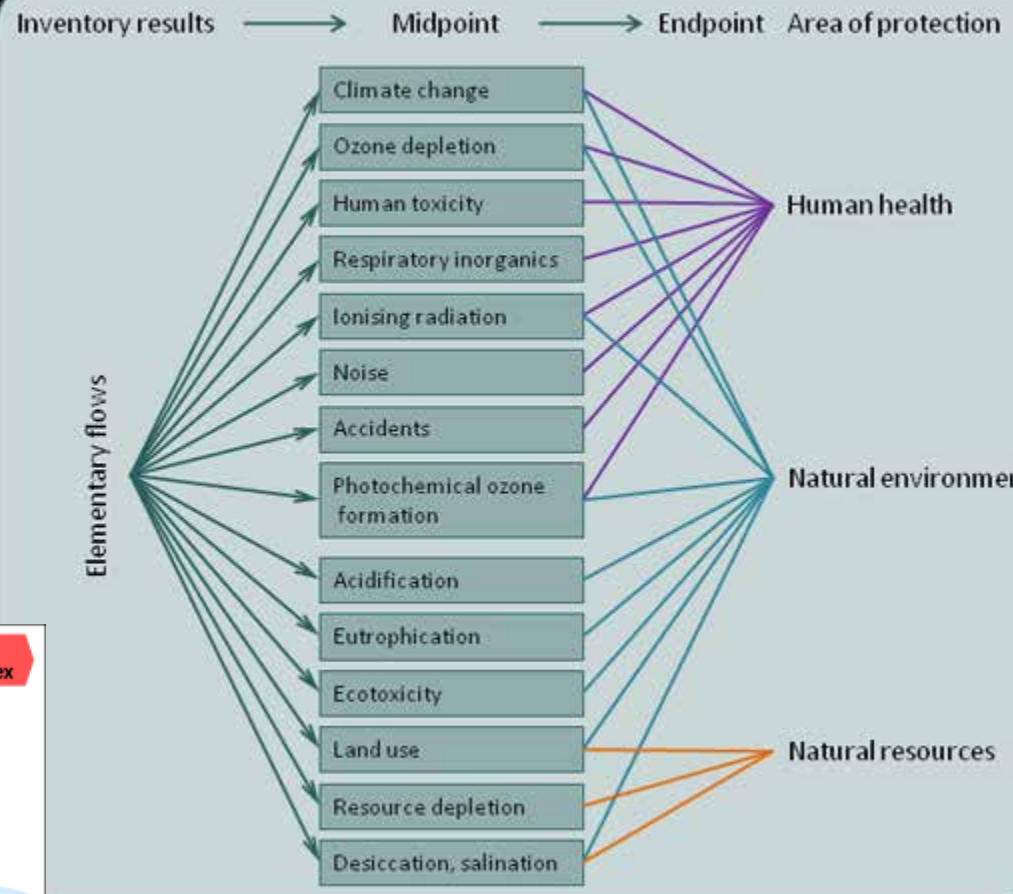 Inventory results Midpoint Endpoint Area of protection
Climate change
Ozone depletion
Human toxicity
Respiratory inorganics
Ionising radiation
Noise
Accidents
Photochemical ozone
formation
Acidification
Eutrophication
Ecotoxicity
Land use
Resource depletion
Desiccation, salination
Elementary flows
Human health
Natural environmer
Natural resources
ex